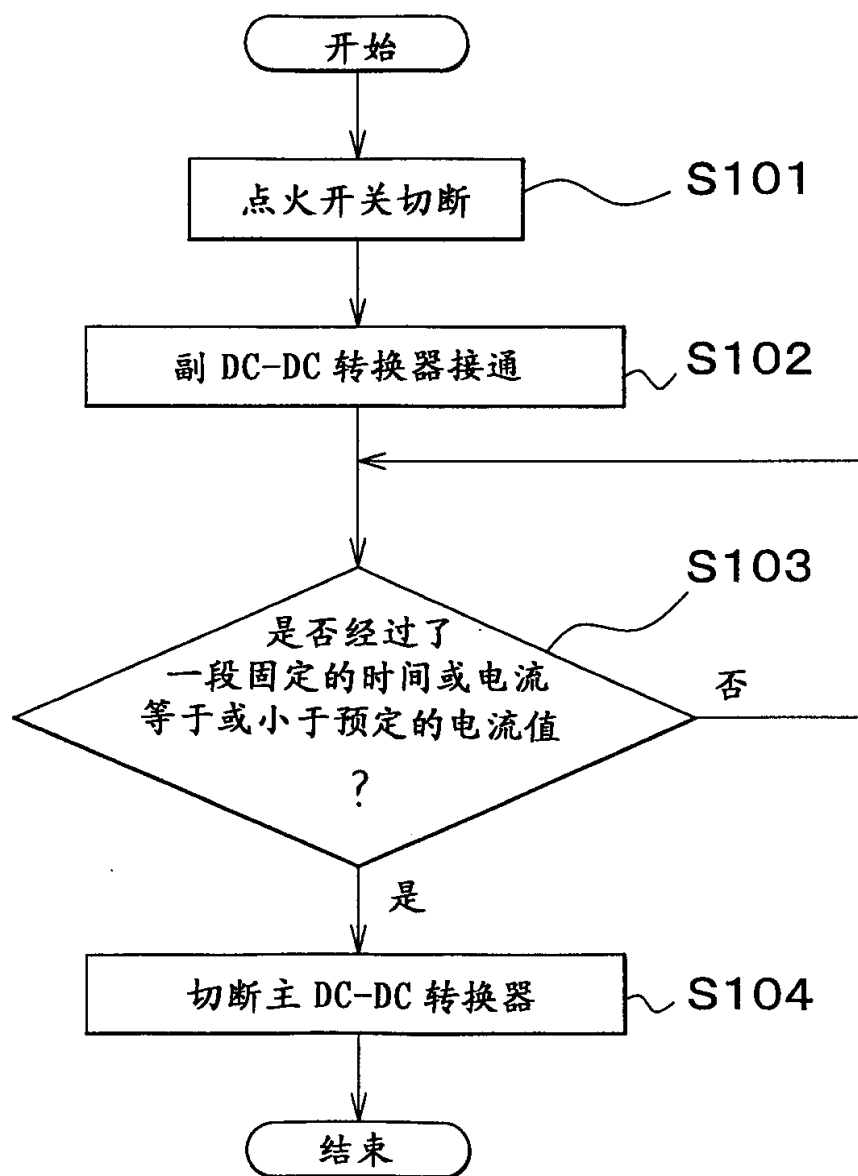 开始
点火开关切断
S101
副 DC-DC 转换器接通
S102
S103
是否经过了
一段固定的时间或电流
等于或小于预定的电流值
?
否
是
切断主 DC-DC 转换器
S104
结束